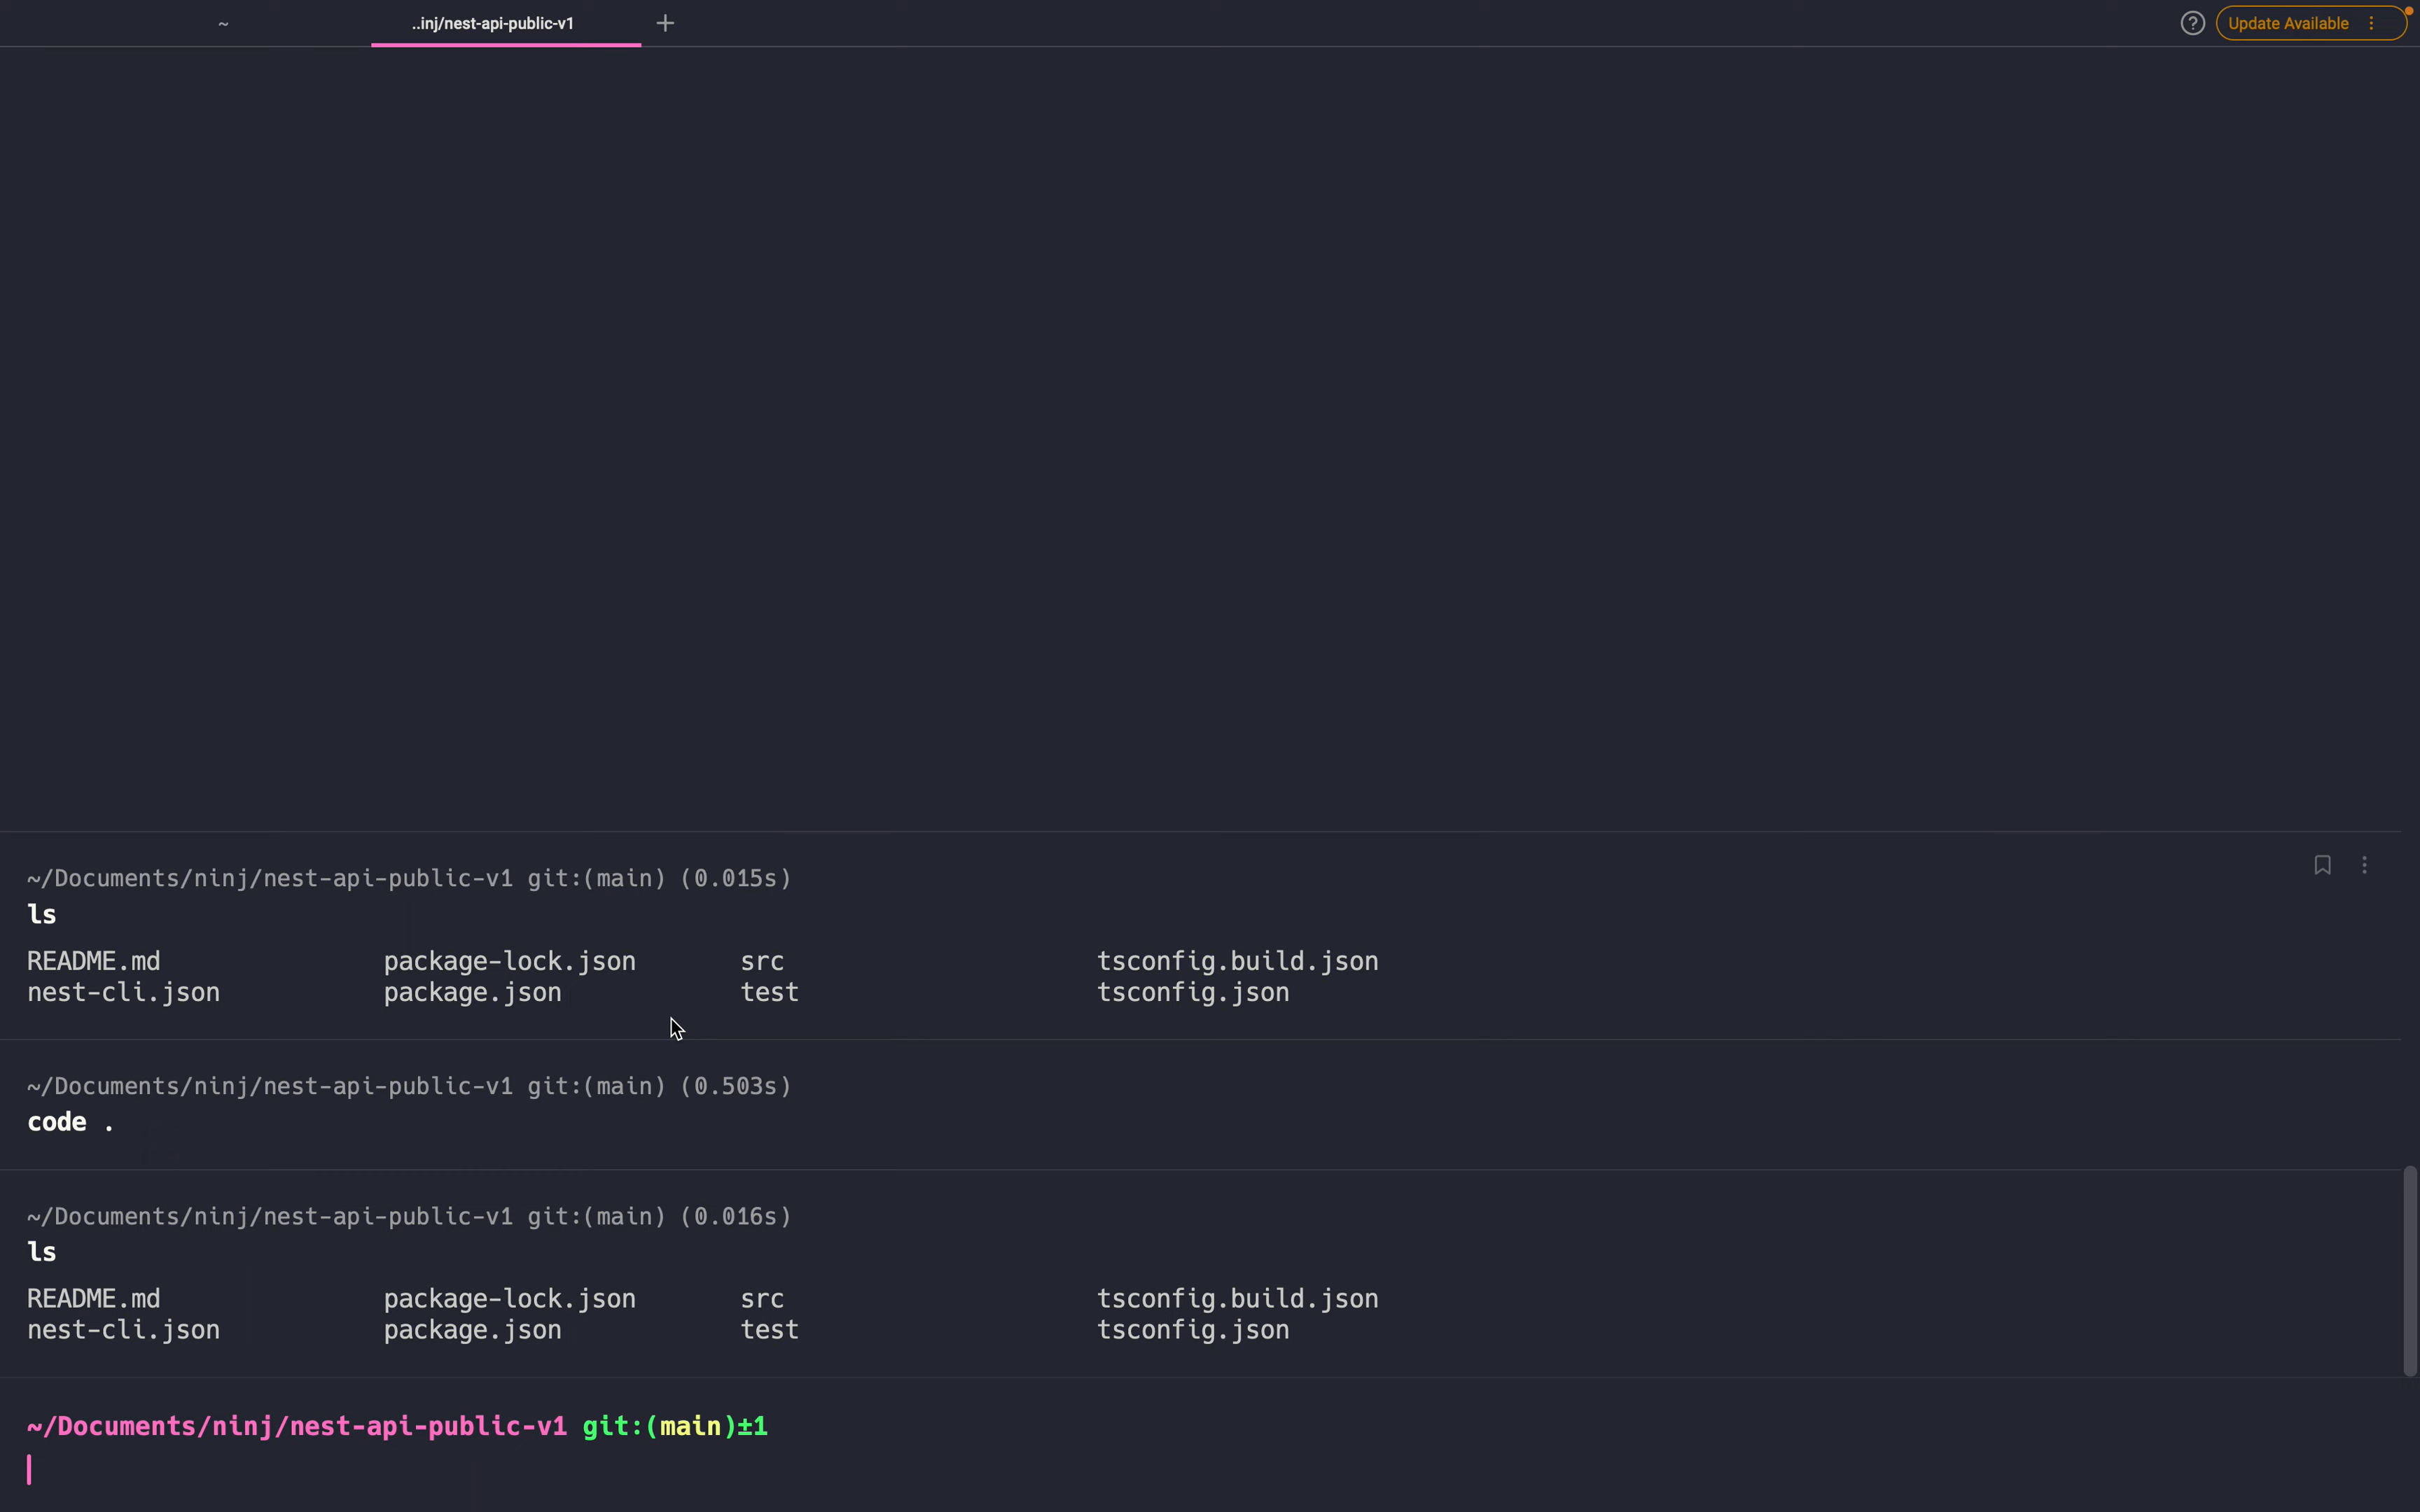 ~ ..inj/nest-api-public-v1 + ? Update Available
~/Documents/ninj/nest-api-public-v1 git:(main) (0.015s)
ls
README.md package-lock.json src tsconfig.build.json
nest-cli.json package.json test tsconfig.json
~/Documents/ninj/nest-api-public-v1 git:(main) (0.503s)
code .
~/Documents/ninj/nest-api-public-v1 git:(main) (0.016s)
ls
README.md package-lock.json src tsconfig.build.json
nest-cli.json package.json test tsconfig.json
~/Documents/ninj/nest-api-public-v1 git:(main)±1